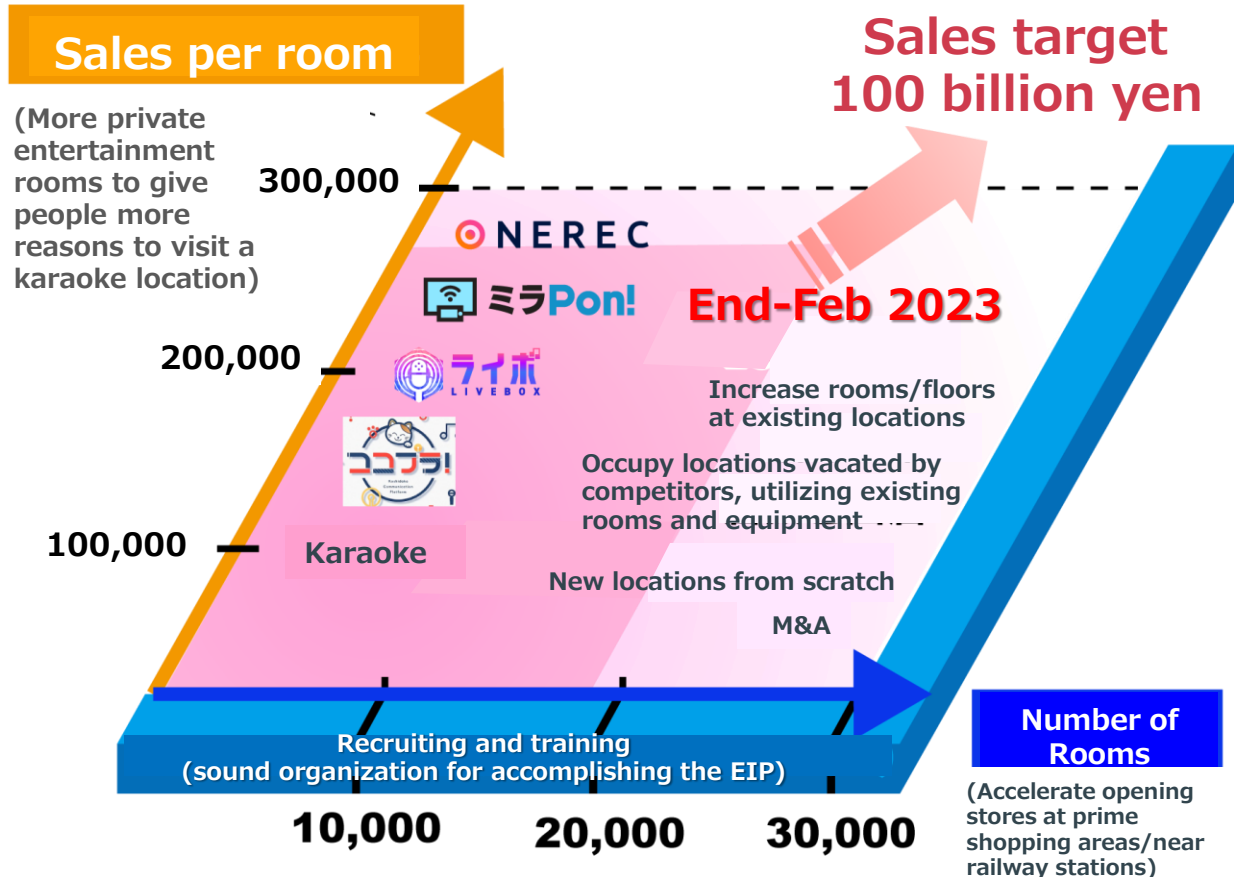 Sales per room
(More private
entertainment
rooms to give
people more
reasons to visit a
karaoke location)
Sales target
100 billion yen
300,000
200,000
100,000
NEREC
ミラPon!
ライボ
LIVEBOX
ココプラ!
Communication
Platform
Karaoke
End-Feb 2023
Increase rooms/floors
at existing locations
Occupy locations vacated by
competitors, utilizing existing
rooms and equipment
New locations from scratch
M&A
Recruiting and training
(sound organization for accomplishing the EIP)
10,000
20,000
30,000
Number of
Rooms
(Accelerate opening
stores at prime
shopping areas/near
railway stations)